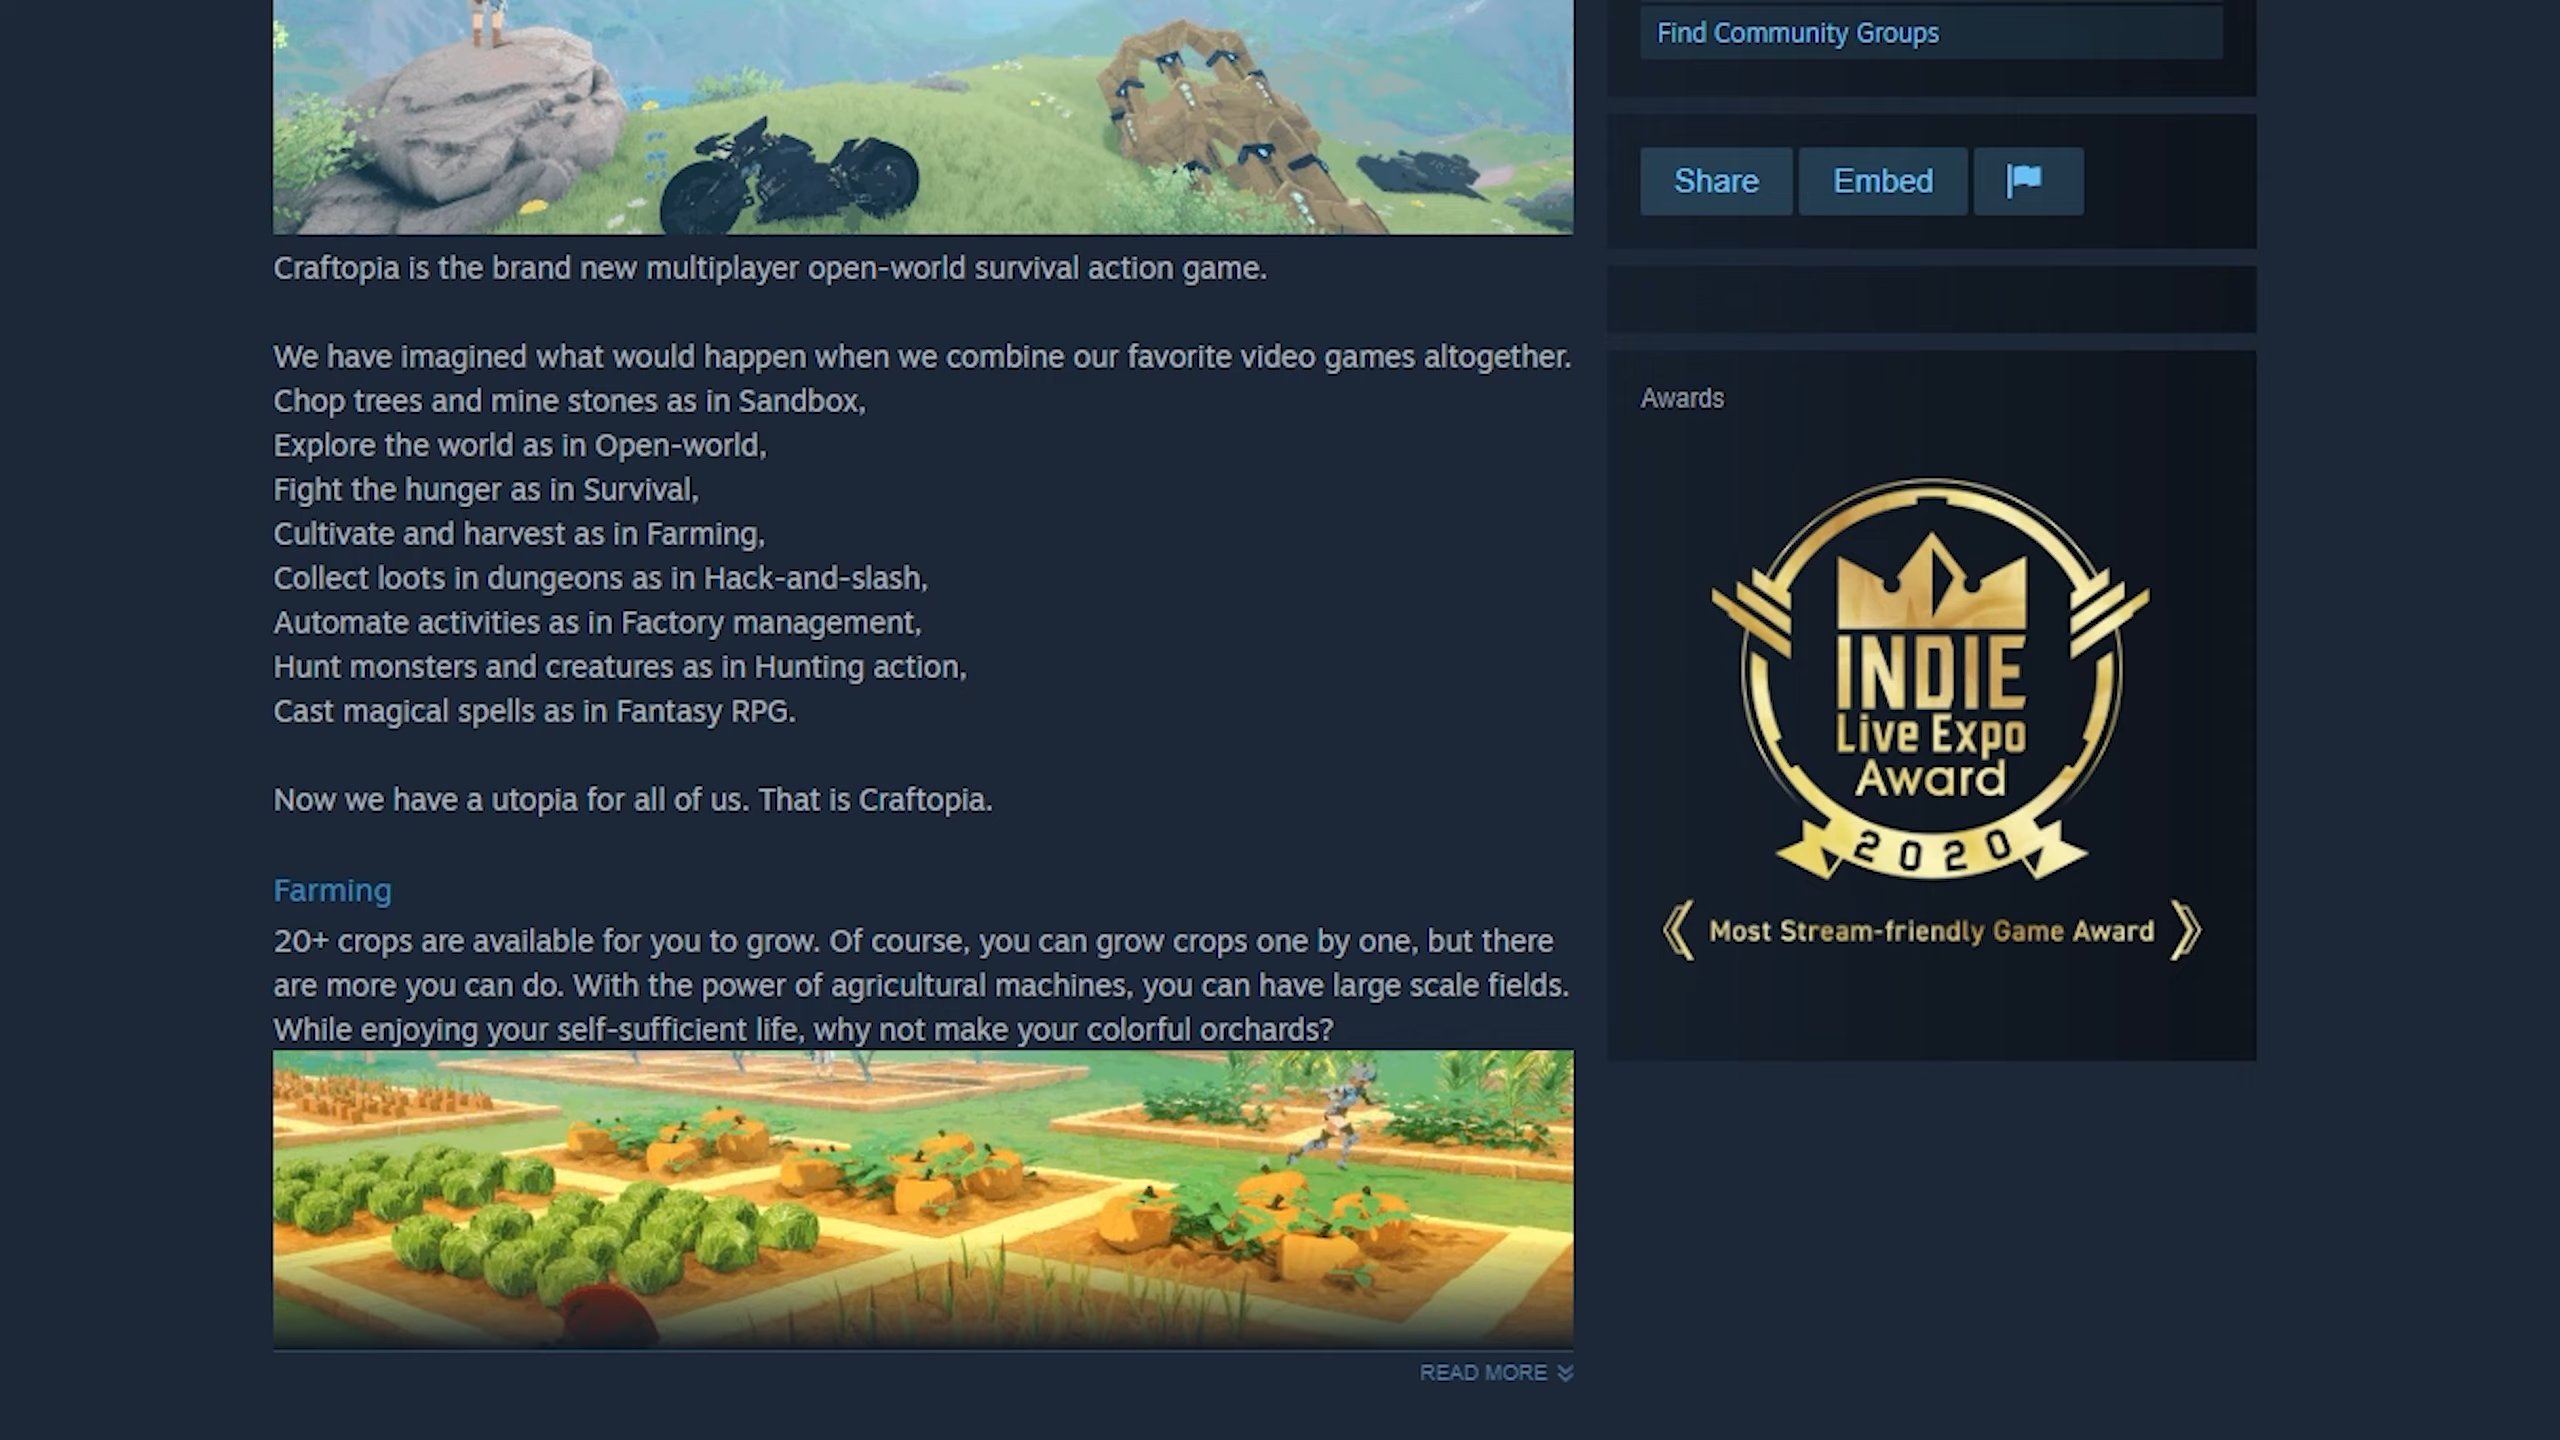 Find Community Groups
Share
Embed
Craftopia is the brand new multiplayer open-world survival action game.
We have imagined what would happen when we combine our favorite video games altogether.
Chop trees and mine stones as in Sandbox,
Explore the world as in Open-world,
Fight the hunger as in Survival,
Cultivate and harvest as in Farming,
Collect loots in dungeons as in Hack-and-slash,
Automate activities as in Factory management,
Hunt monsters and creatures as in Hunting action,
Cast magical spells as in Fantasy RPG.
Now we have a utopia for all of us. That is Craftopia.
Farming
20+ crops are available for you to grow. Of course, you can grow crops one by one, but there
are more you can do. With the power of agricultural machines, you can have large scale fields.
While enjoying your self-sufficient life, why not make your colorful orchards?
READ MORE
Awards
INDIE
Live Expo
Award
2020
Most Stream-friendly Game Award